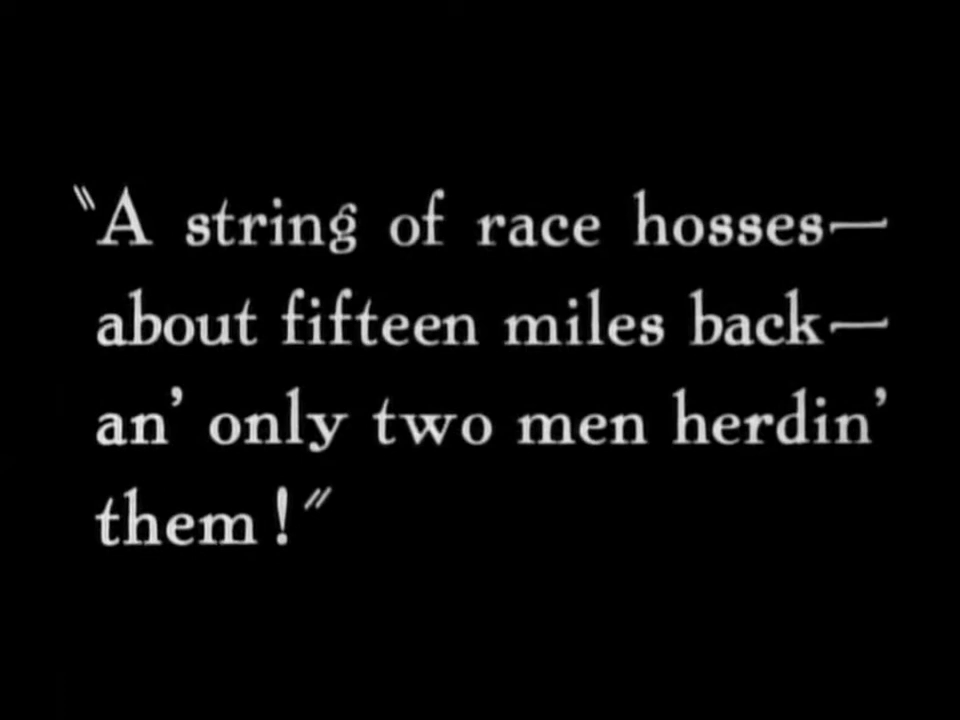 "A string of race hosses—
about fifteen miles back—
an' only two men herdin'
them!"